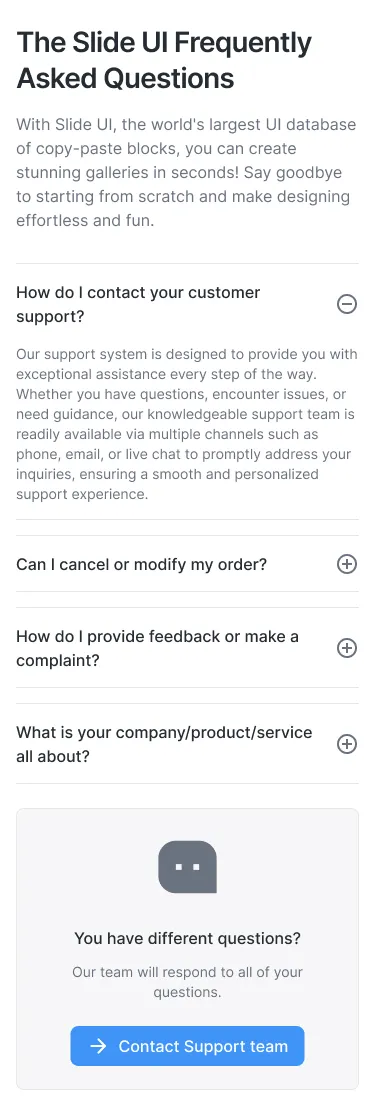 The Slide UI Frequently
Asked Questions
With Slide UI, the world's largest UI database
of copy-paste blocks, you can create
stunning galleries in seconds! Say goodbye
to starting from scratch and make designing
effortless and fun.
How do I contact your customer
support?
Our support system is designed to provide you with
exceptional assistance every step of the way.
Whether you have questions, encounter issues, or
need guidance, our knowledgeable support team is
readily available via multiple channels such as
phone, email, or live chat to promptly address your
inquiries, ensuring a smooth and personalized
support experience.
Can I cancel or modify my order?
How do I provide feedback or make a
complaint?
What is your company/product/service
all about?
You have different questions?
Our team will respond to all of your
questions.
Contact Support team